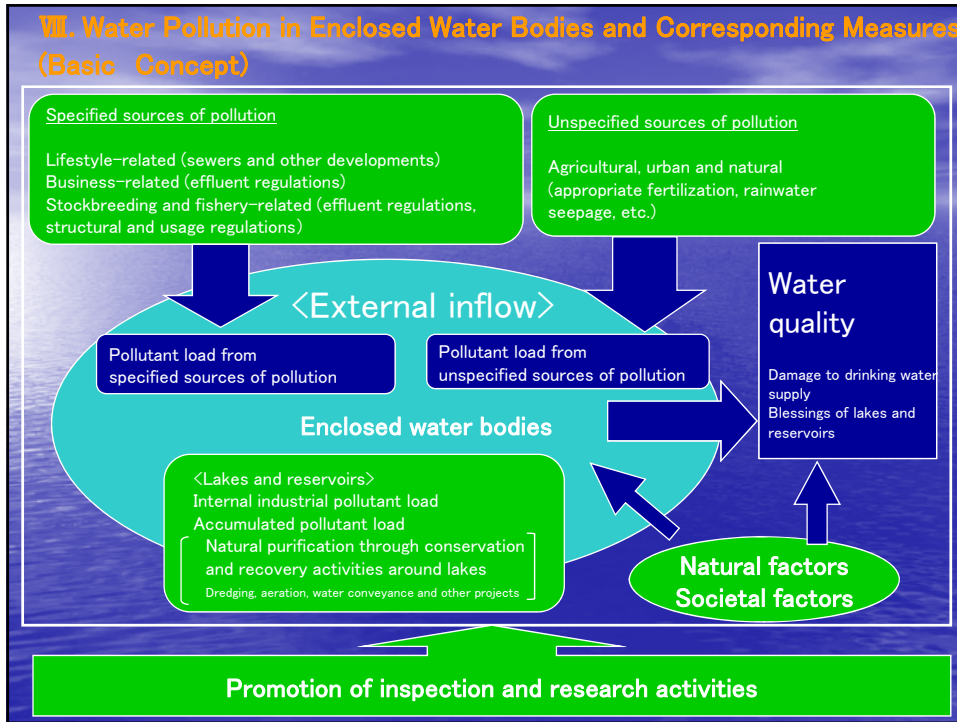 Ⅶ. Water Pollution in Enclosed Water Bodies and Corresponding Measures
(Basic Concept)
Specified sources of pollution
Lifestyle-related (sewers and other developments)
Business-related (effluent regulations)
Stockbreeding and fishery-related (effluent regulations,
structural and usage regulations)
Unspecified sources of pollution
Agricultural, urban and natural
(appropriate fertilization, rainwater
seepage, etc.)
<External inflow>
Pollutant load from
specified sources of pollution
Pollutant load from
unspecified sources of pollution
Water
quality
Damage to drinking water
supply
Blessings of lakes and
reservoirs
Enclosed water bodies
<Lakes and reservoirs>
Internal industrial pollutant load
Accumulated pollutant load
Natural purification through conservation
and recovery activities around lakes
Dredging, aeration, water conveyance and other projects
Natural factors
Societal factors
Promotion of inspection and research activities